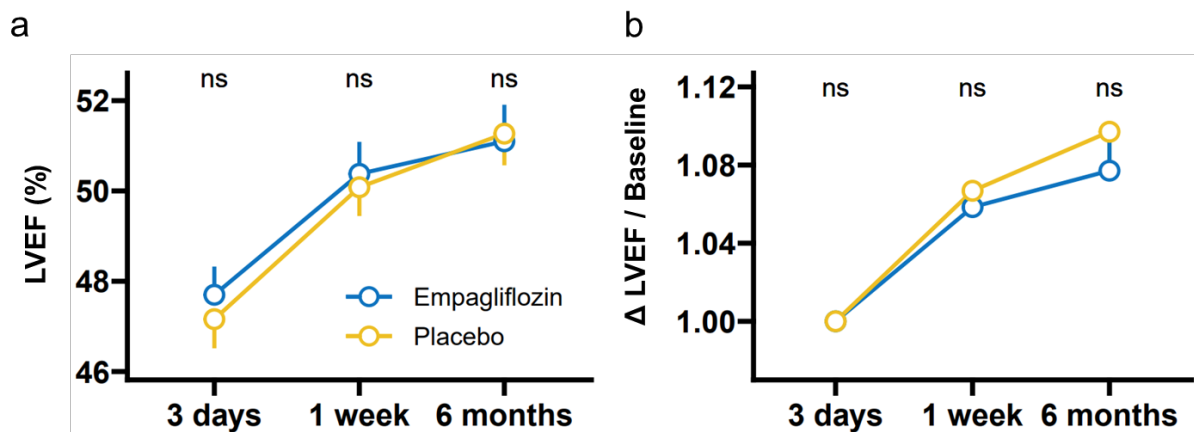 a
LVEF (%)
52
50
48
46
ns
ns
ns
Empagliflozin
Placebo
3 days
1 week
6 months
b
Δ LVEF / Baseline
1.12
1.08
1.04
1.00
ns
ns
ns
3 days
1 week
6 months